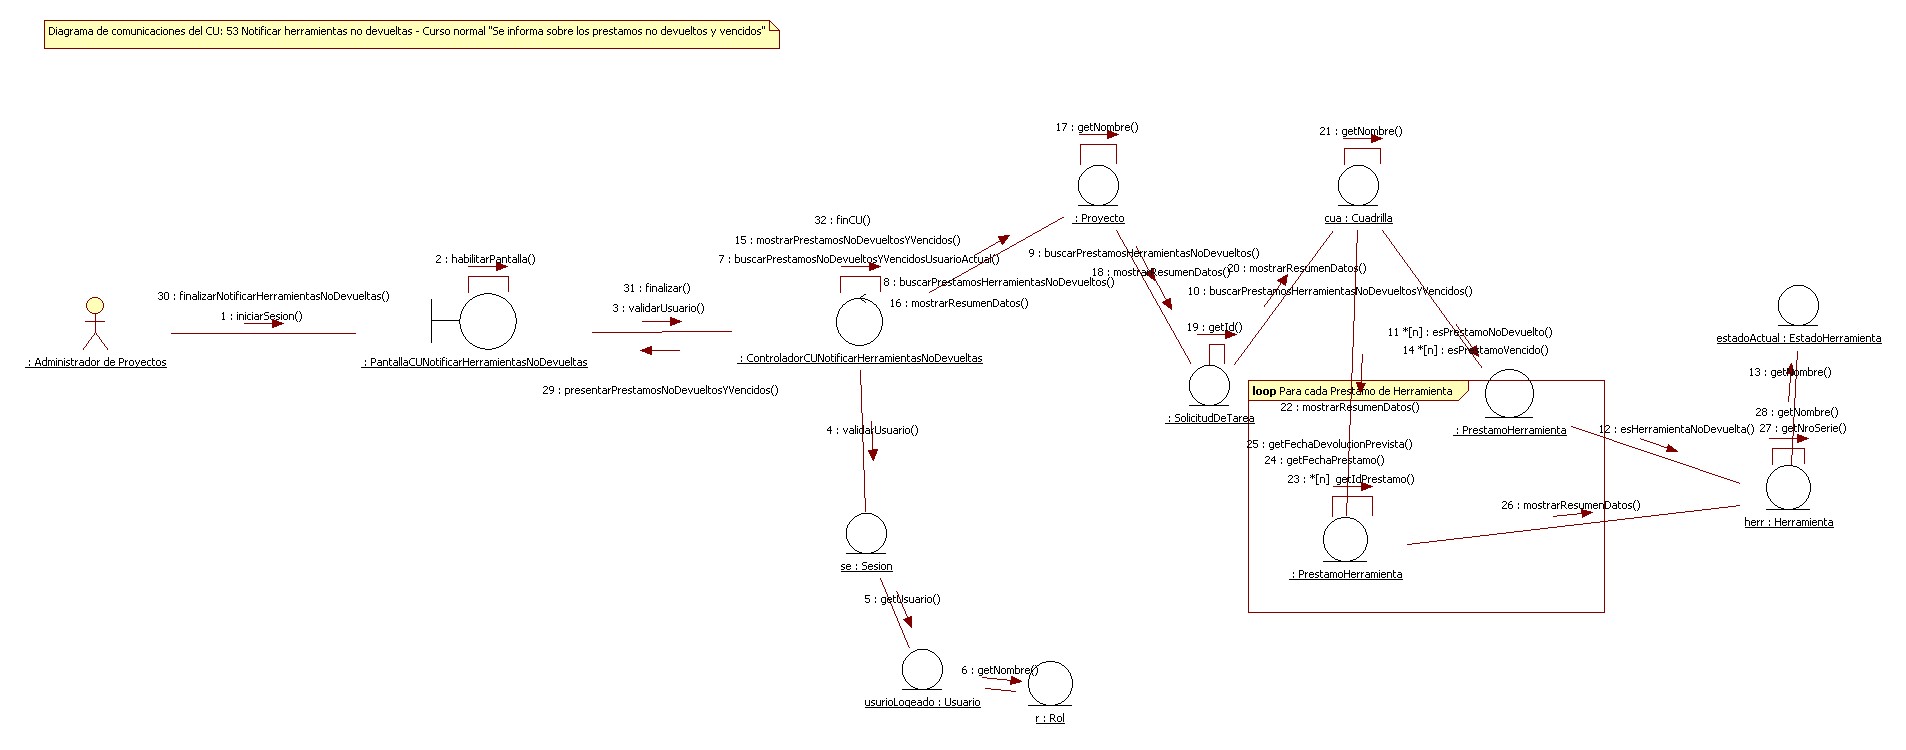 Diagrama de comunicaciones del CU: 53 Notificar herramientas no devueltas - Curso normal "Se informa sobre los prestamos no devueltos y vencidos"
17 : getNombre()
21 : getNombre()
: Proyecto
cua : Cuadrilla
32 : finCU()
15 : mostrarPrestamosNoDevueltosYVencidos()
7 : buscarPrestamosNoDevueltosYVencidosUsuarioActual()
2 : habilitarPantalla()
9 : buscarPrestamosHerramientasNoDevueltos()
18 : mostrarResumenDatos()
20 : mostrarResumenDatos()
8 : buscarPrestamosHerramientasNoDevueltos()
16 : mostrarResumenDatos()
10 : buscarPrestamosHerramientasNoDevueltosYVencidos()
30 : finalizarNotificarHerramientasNoDevueltas()
1 : iniciarSesion()
31 : finalizar()
3 : validarUsuario()
19 : getId()
11 *[n] : esPrestamoNoDevuelto()
14 *[n] : esPrestamoVencido()
estadoActual : EstadoHerramienta
: Administrador de Proyectos
: PantallaCUNotificarHerramientasNoDevueltas
: ControladorCUNotificarHerramientasNoDevueltas
13 : getNombre()
29 : presentarPrestamosNoDevueltosYVencidos()
loop Para cada Prestamo de Herramienta
22 : mostrarResumenDatos()
28 : getNombre()
: SolicitudDeTarea
4 : validarUsuario()
: PrestamoHerramienta
12 : esHerramientaNoDevuelta()
27 : getNroSerie()
25 : getFechaDevolucionPrevista()
24 : getFechaPrestamo()
23 : *[n] getIdPrestamo()
26 : mostrarResumenDatos()
herr : Herramienta
se : Sesion
: PrestamoHerramienta
5 : getUsuario()
6 : getNombre()
usurioLogeado : Usuario
r : Rol